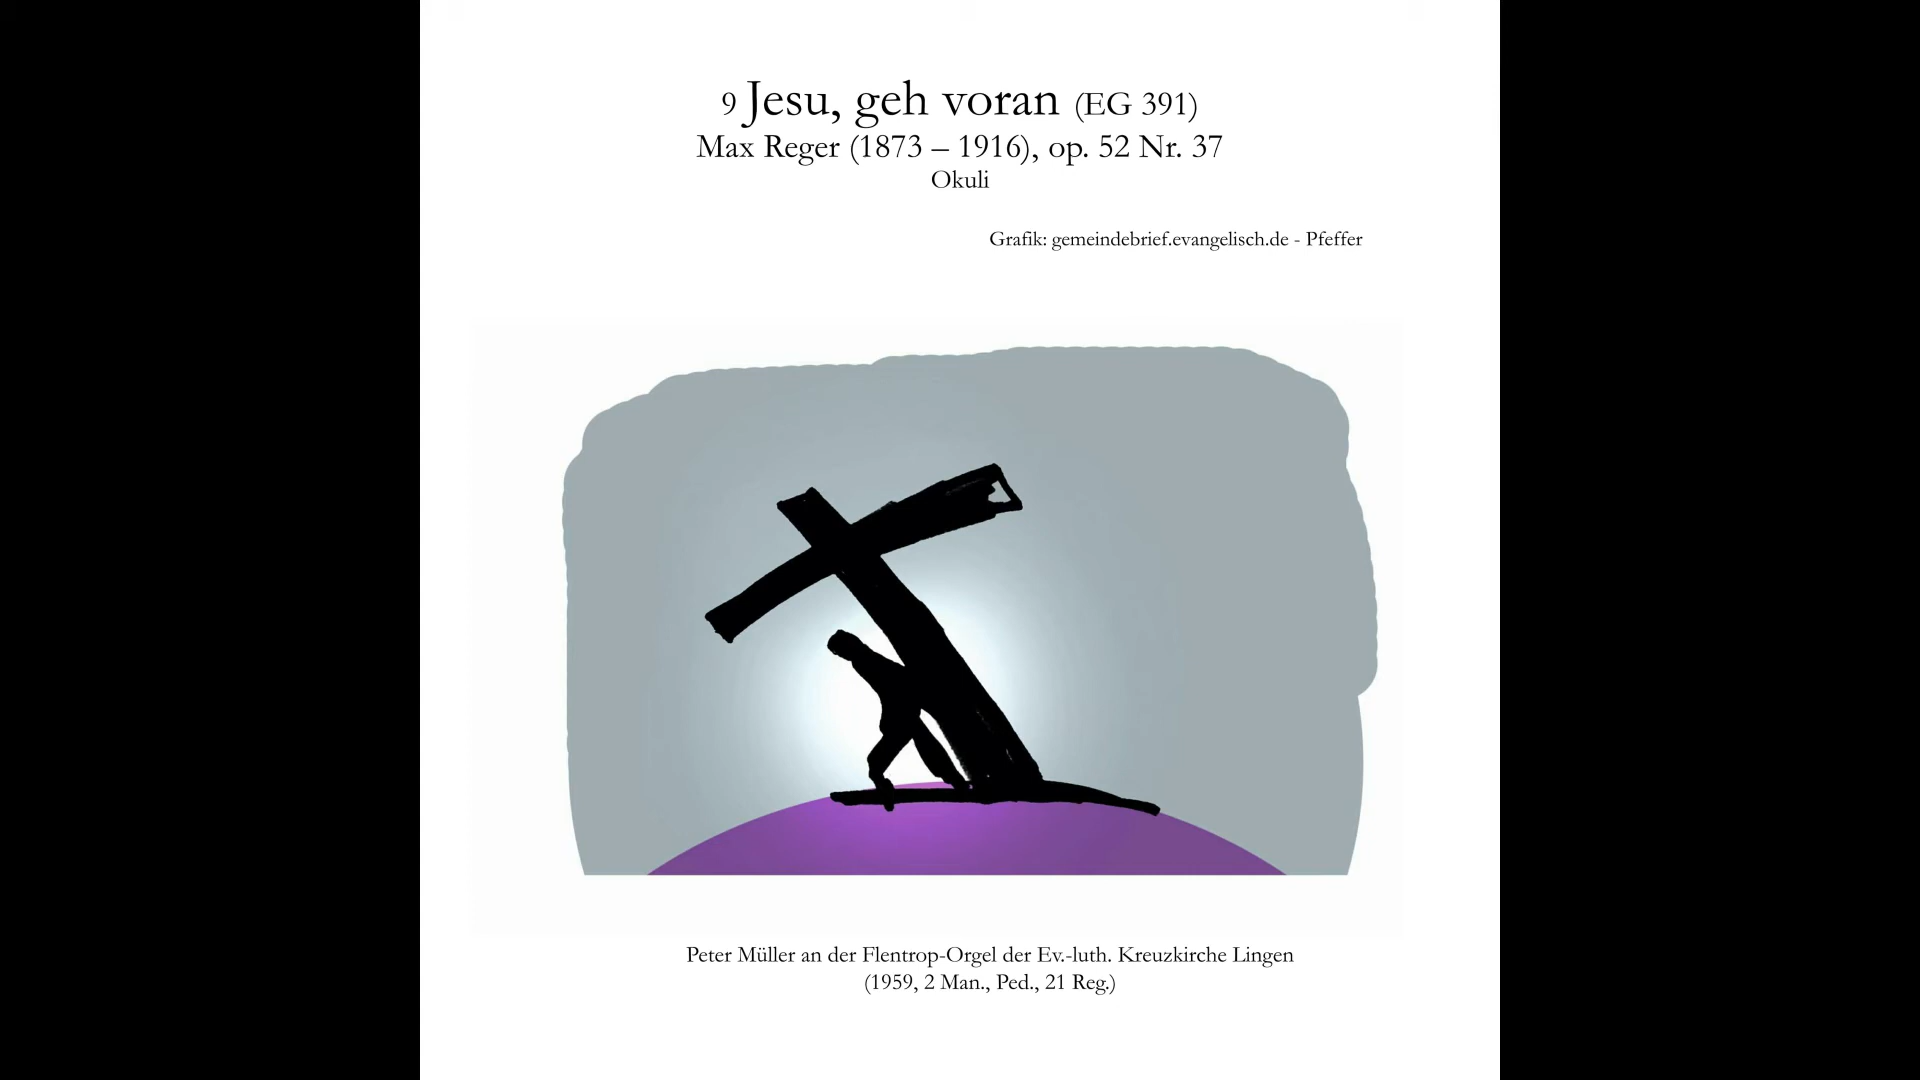 9 Jesu, geh voran (EG 391)
Max Reger (1873 – 1916), op. 52 Nr. 37
Okuli
Grafik: gemeindebrief.evangelisch.de - Pfeffer
Peter Müller an der Flentrop-Orgel der Ev.-luth. Kreuzkirche Lingen
(1959, 2 Man., Ped., 21 Reg.)